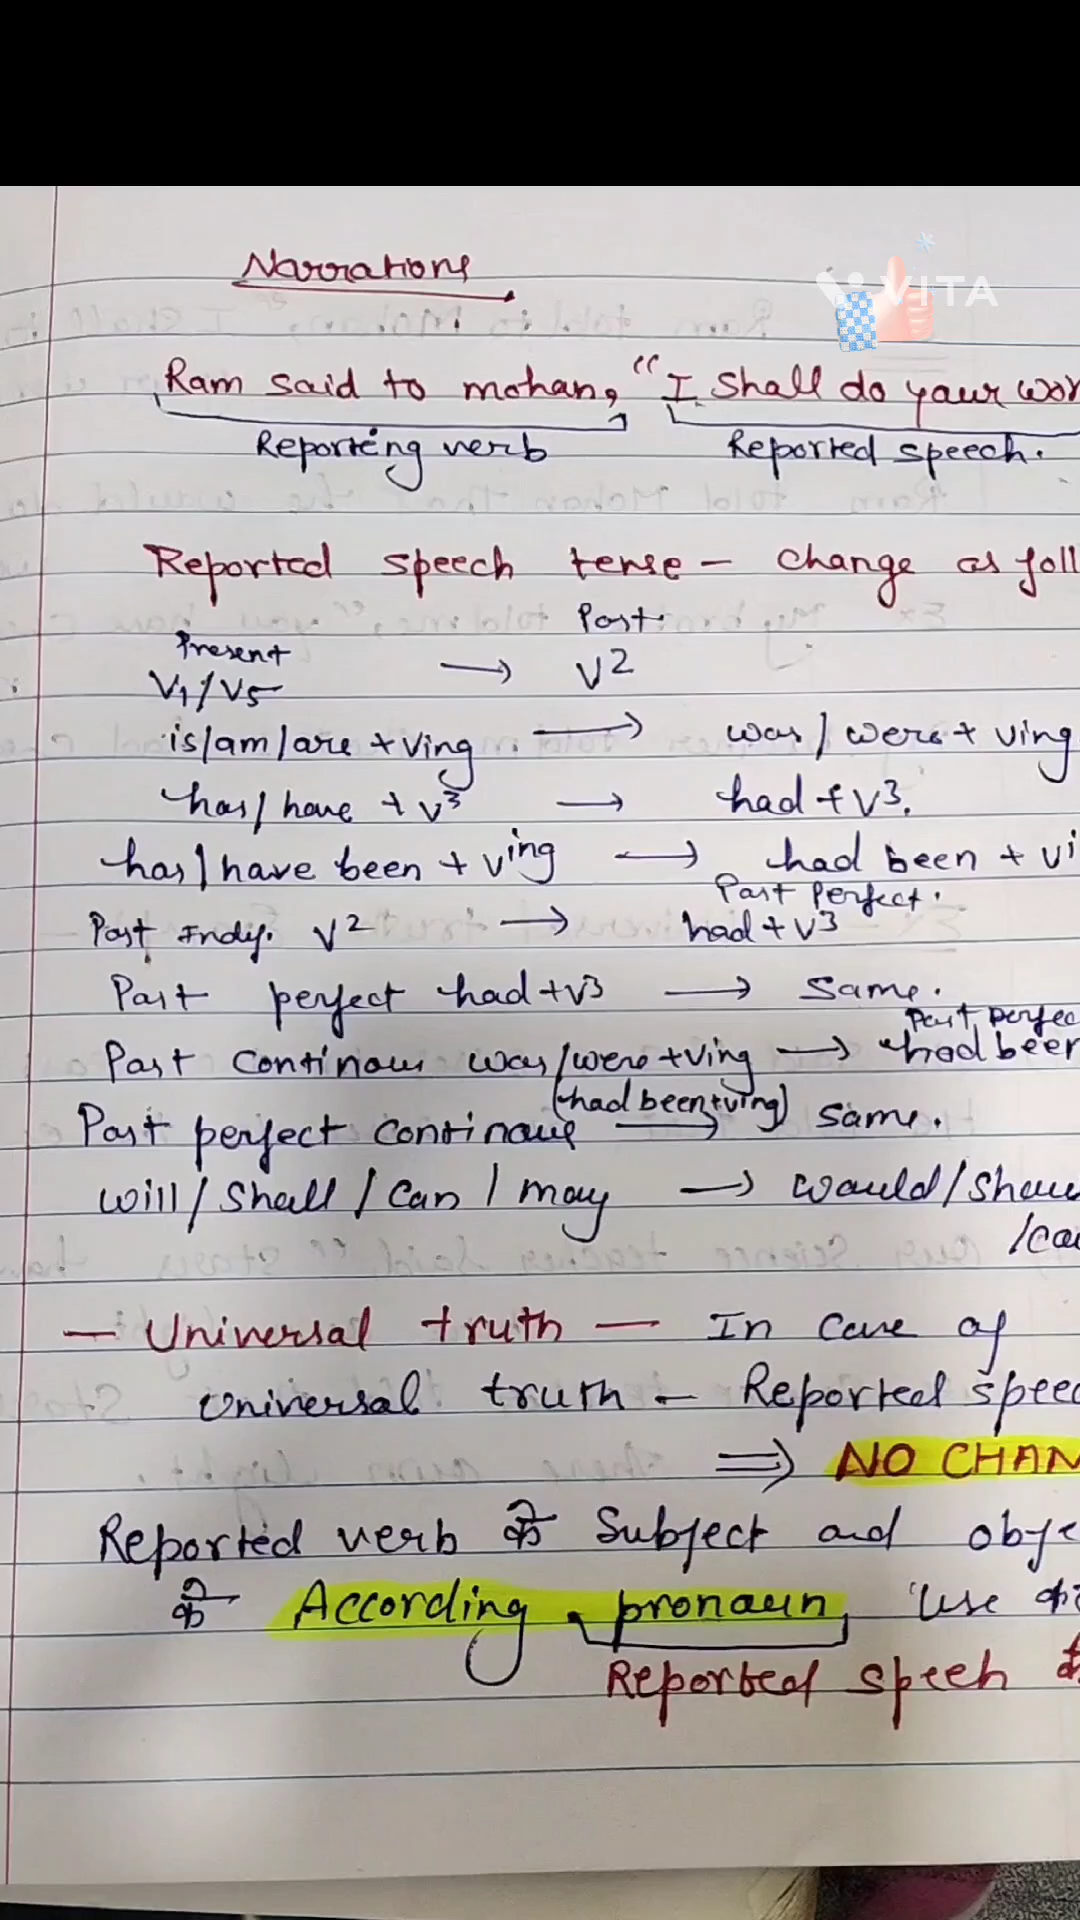 VITA
Narrations
Ram said to mohan, "I shall do your wor
Reporting verb Reported speech.
Reported speech tense - change as foll
Present Past.
V1/V5 → V2
is/am/are + Ving → was/were + Ving
has/have + V3 → had + V3.
has/have been + Ving → had been + Vi
Past Perfect.
Past Indf. V2 → had + V3
Past perfect had + V3 → Same.
Past perfec
Past Continous was/were + Ving → had been
(had been + Ving)
Past perfect continous → same.
will/Shall/Can/may → would/Shou
/cou
- Universal truth - In case of
Universal truth - Reported speec
⇒ NO CHAN
Reported verb के Subject and obje
के According pronoun use क
Reported speech